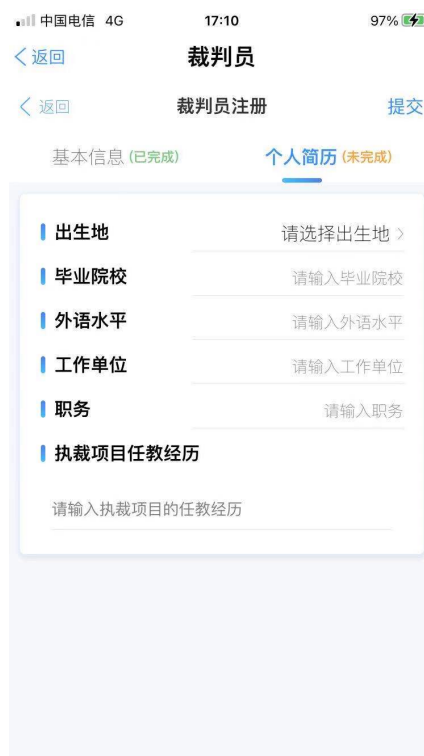 中国电信 4G 17:10 97%
返回 裁判员
返回 裁判员注册 提交
基本信息(已完成) 个人简历(未完成)
出生地 请选择出生地
毕业院校 请输入毕业院校
外语水平 请输入外语水平
工作单位 请输入工作单位
职务 请输入职务
执裁项目任教经历
请输入执裁项目的任教经历